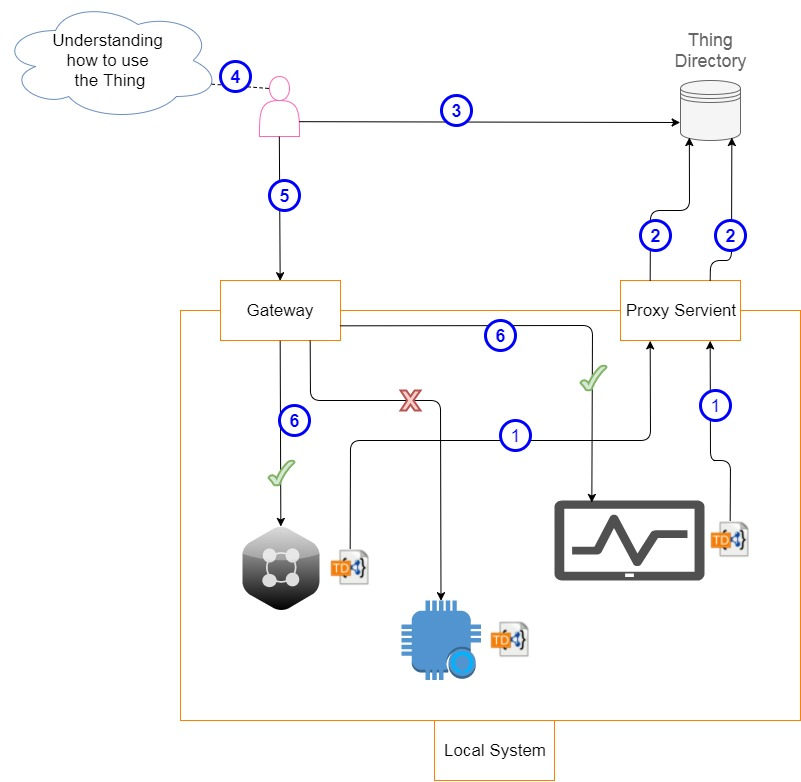 Understanding
how to use
the Thing
4
Thing
Directory
3
5
2
2
Gateway
Proxy Servient
6
6
1
1
TD
TD
TD
Local System